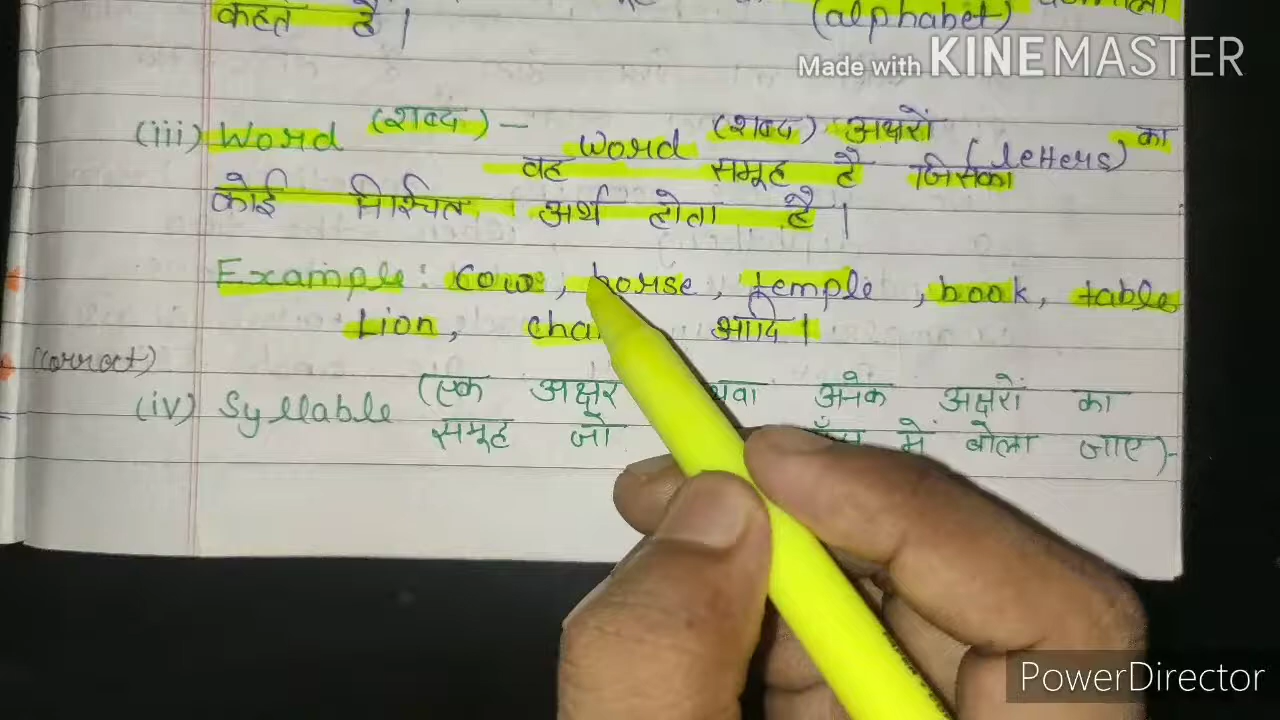 कहते है।
(alphabet)
Made with KINEMASTER
(iii) Word (शब्द) –
वह word (शब्द) अक्षरों (letters) का
समूह है जिसका
कोई निश्चित अर्थ होता है।
Example: Cow, horse, temple, book, table
Lion, आदि।
(correct)
(iv) Syllable (एक अक्षर अनेक अक्षरों का
समूह जो में बोला जाए)-
PowerDirector